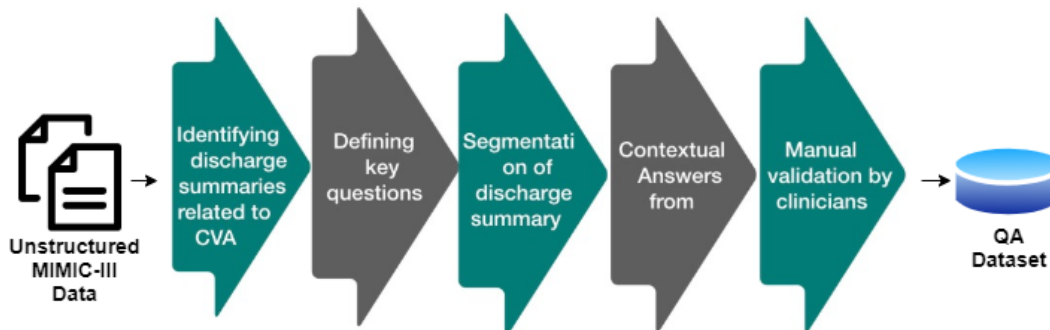 Unstructured
MIMIC-III
Data
Identifying
discharge
summaries
related to
CVA
Defining
key
questions
Segmentati
on of
discharge
summary
Contextual
Answers
from
Manual
validation by
clinicians
QA
Dataset